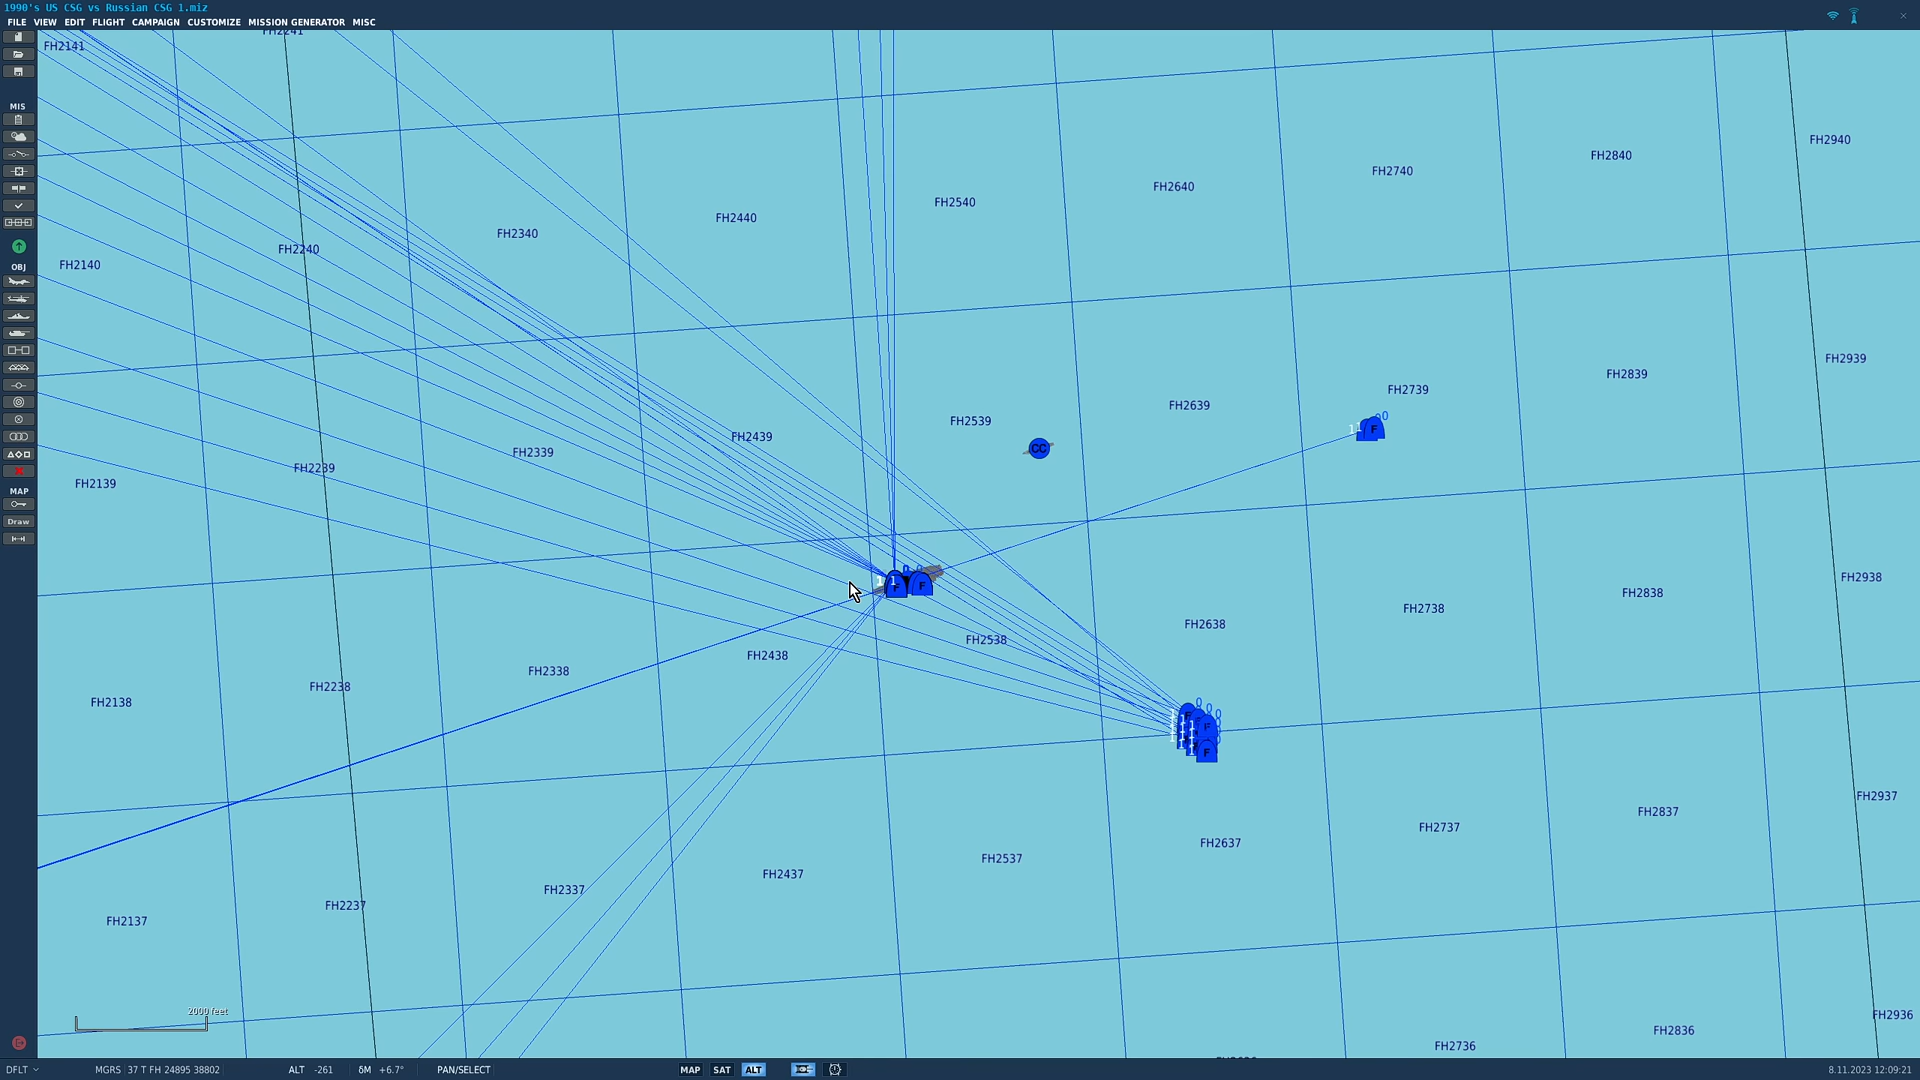 1990's US CSG vs Russian CSG 1.miz
FILE VIEW EDIT FLIGHT CAMPAIGN CUSTOMIZE MISSION GENERATOR MISC
FH2241
FH2141
FH2940
FH2840
FH2740
FH2640
FH2540
FH2440
FH2340
FH2240
FH2140
MIS
OBJ
MAP
Draw
FH2939
FH2839
FH2739
FH2639
FH2539
FH2439
FH2339
FH2239
FH2139
CC
F
F
F
FH2938
FH2838
FH2738
FH2638
FH2538
FH2438
FH2338
FH2238
FH2138
F
F
F
FH2937
FH2837
FH2737
FH2637
FH2537
FH2437
FH2337
FH2237
FH2137
FH2936
FH2836
FH2736
2000 feet
DFLT MGRS 37 T FH 24895 38802 ALT -261 δM +6.7° PAN/SELECT MAP SAT ALT 8.11.2023 12:09:21